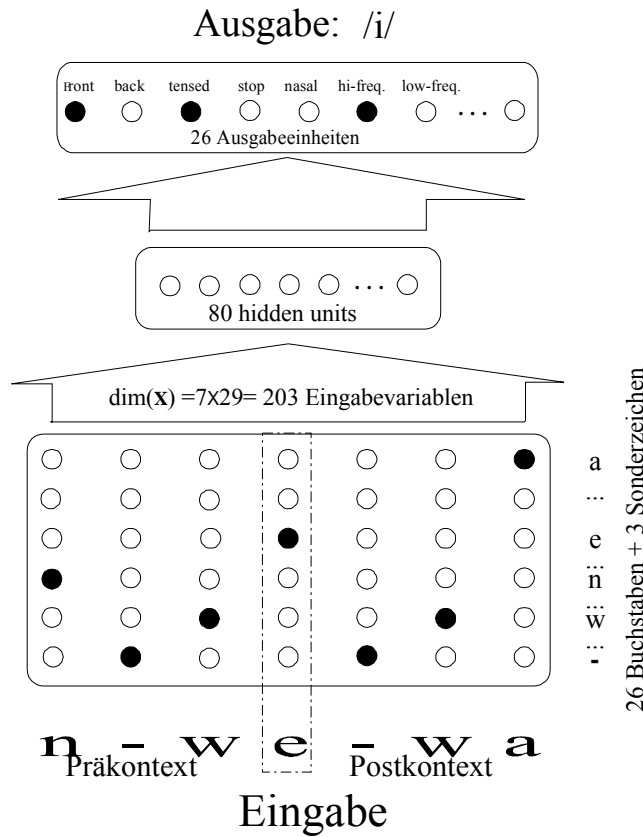 Ausgabe: /i/
Front back tensed stop nasal hi-freq. low-freq.
...
26 Ausgabeeinheiten
...
80 hidden units
dim(x) =7X29= 203 Eingabevariablen
a
...
e
...
n
...
w
...
-
26 Buchstaben + 3 Sonderzeichen
n - w e - w a
Präkontext Postkontext
Eingabe